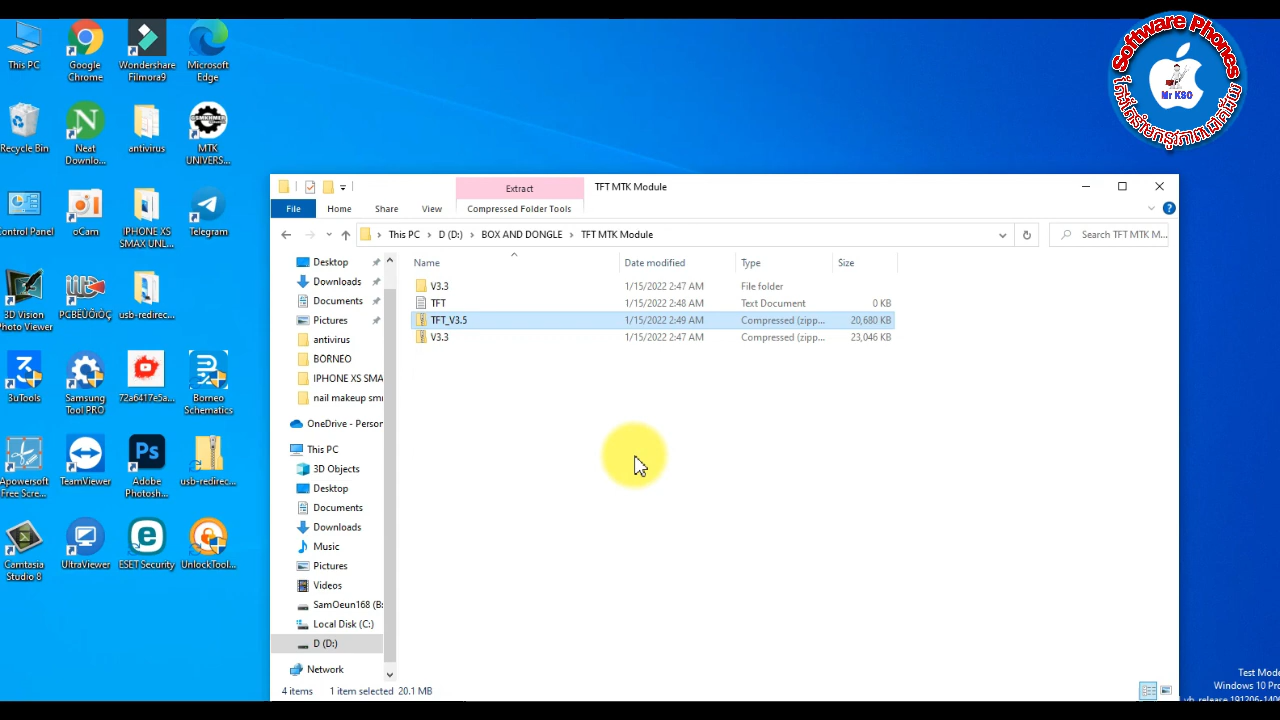 This PC
Google
Chrome
Wondershare
Filmora9
Microsoft
Edge
Recycle Bin
Neat
Downlo...
antivirus
MTK
UNIVERS...
Control Panel
oCam
IPHONE XS
SMAX UNL...
Telegram
3D Vision
Photo Viewer
usb-redirec...
3uTools
Samsung
Tool PRO
72a6417e5a...
Borneo
Schematics
Apowersoft
Free Scre...
TeamViewer
Adobe
Photosh...
usb-redirec...
Camtasia
Studio 8
UltraViewer
ESET Security
UnlockTool...
Software Phones
Mr KSO
Extract
TFT MTK Module
File
Home
Share
View
Compressed Folder Tools
This PC
D (D:)
BOX AND DONGLE
TFT MTK Module
Search TFT MTK M...
Name
Date modified
Type
Size
V3.3
1/15/2022 2:47 AM
File folder
TFT
1/15/2022 2:48 AM
Text Document
0 KB
TFT_V3.5
1/15/2022 2:49 AM
Compressed (zipp...
20,680 KB
V3.3
1/15/2022 2:47 AM
Compressed (zipp...
23,046 KB
Desktop
Downloads
Documents
Pictures
antivirus
BORNEO
IPHONE XS SMA
nail makeup sm
OneDrive - Person
This PC
3D Objects
Desktop
Documents
Downloads
Music
Pictures
Videos
SamOeun168 (B:
Local Disk (C:)
D (D:)
Network
4 items
1 item selected 20.1 MB
Test Mode
Windows 10 Pro